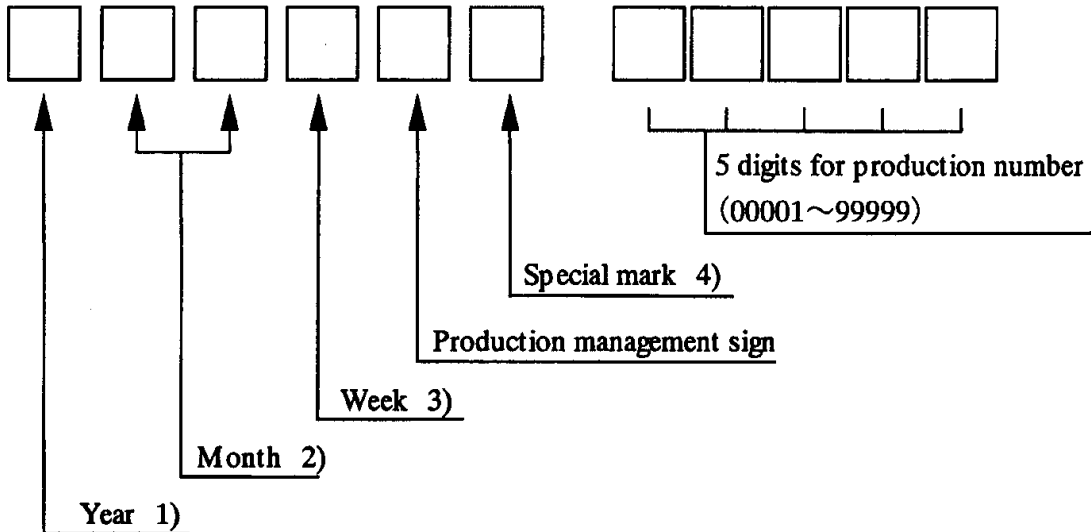 5 digits for production number
(00001～99999)
Special mark 4)
Production management sign
Week 3)
Month 2)
Year 1)